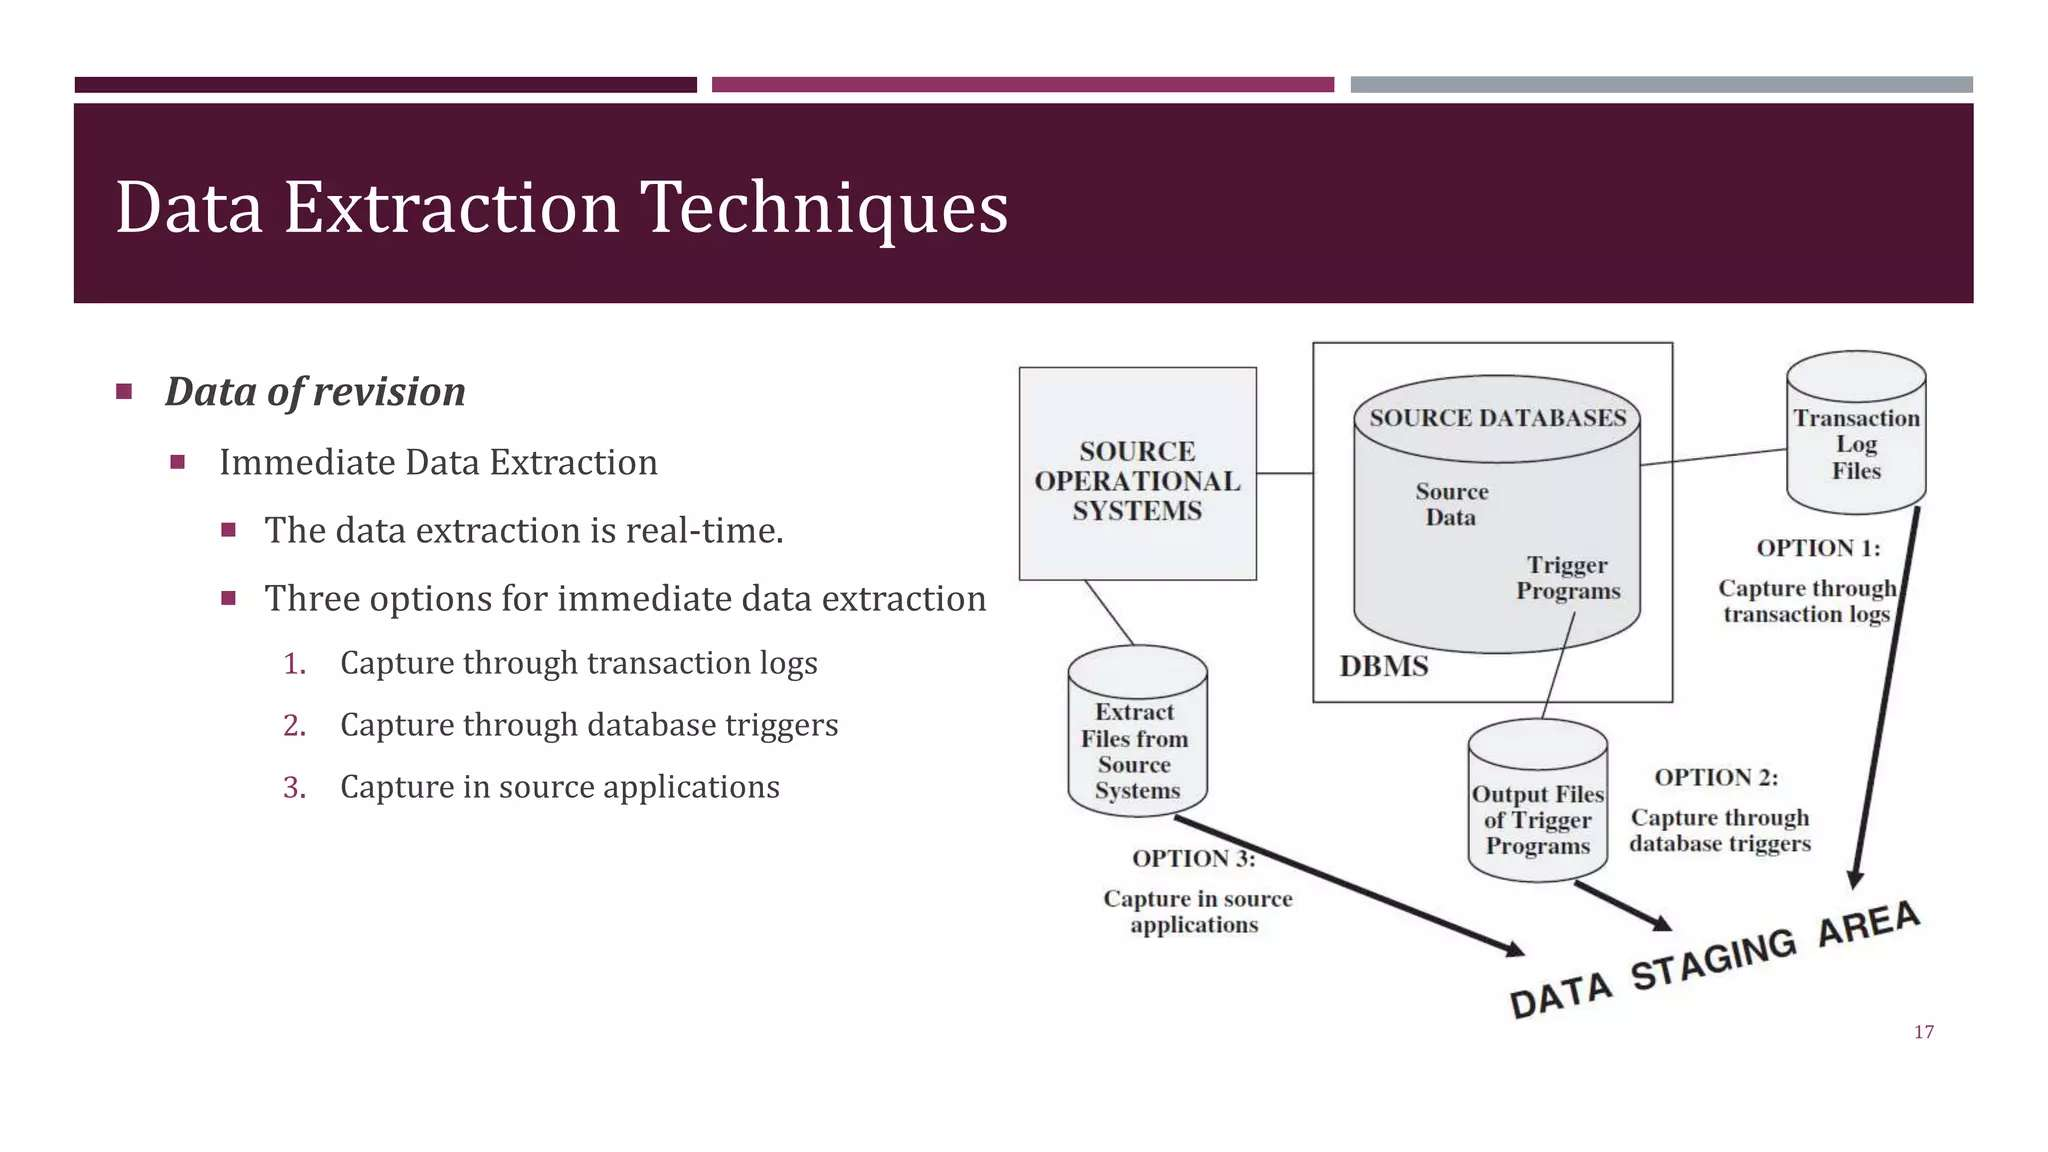 Data Extraction Techniques
Data of revision
Immediate Data Extraction
The data extraction is real-time.
Three options for immediate data extraction
1. Capture through transaction logs
2. Capture through database triggers
3. Capture in source applications
SOURCE
OPERATIONAL
SYSTEMS
SOURCE DATABASES
Source
Data
Trigger
Programs
DBMS
Transaction
Log
Files
OPTION 1:
Capture through
transaction logs
Extract
Files from
Source
Systems
Output Files
of Trigger
Programs
OPTION 2:
Capture through
database triggers
OPTION 3:
Capture in source
applications
DATA STAGING AREA
17